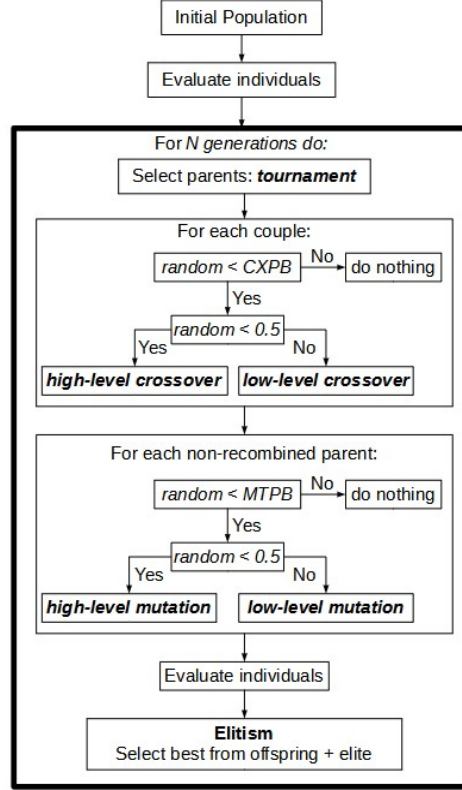 Initial Population
Evaluate individuals
For N generations do:
Select parents: tournament
For each couple:
random < CXPB
No
do nothing
Yes
random < 0.5
Yes
No
high-level crossover
low-level crossover
For each non-recombined parent:
random < MTPB
No
do nothing
Yes
random < 0.5
Yes
No
high-level mutation
low-level mutation
Evaluate individuals
Elitism
Select best from offspring + elite